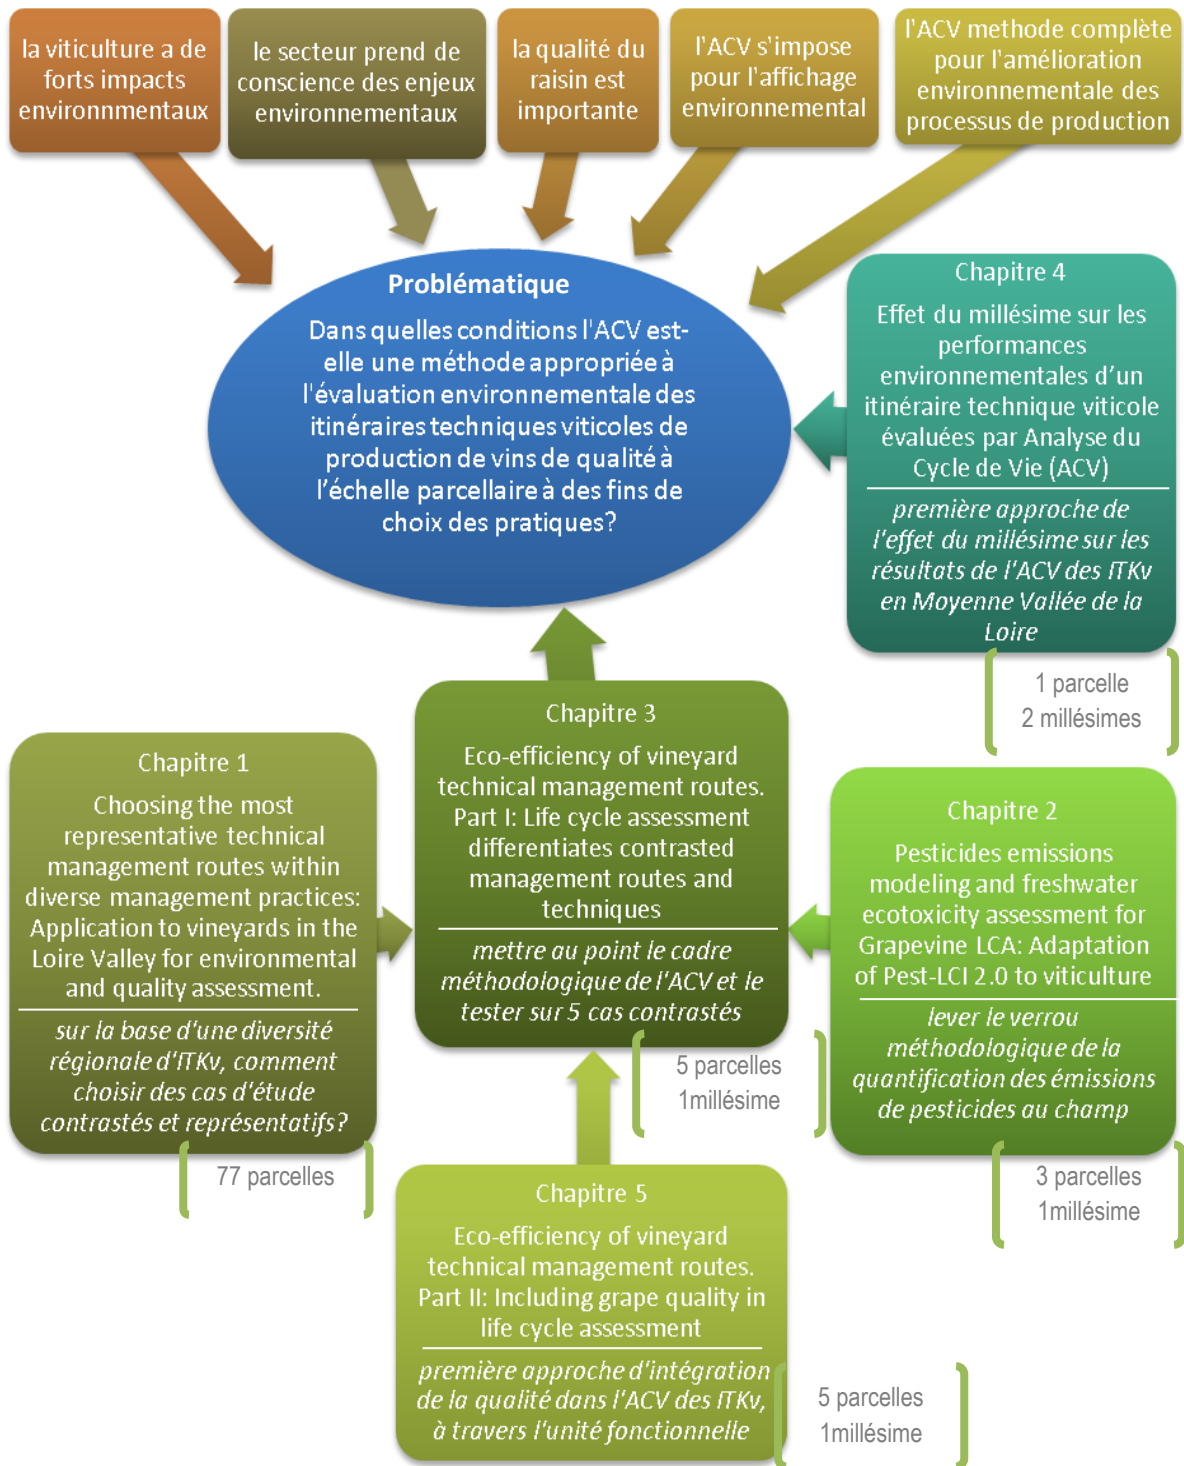 la viticulture a de
forts impacts
environnmentaux
le secteur prend de
conscience des enjeux
environnementaux
la qualité du
raisin est
importante
l'ACV s'impose
pour l'affichage
environnemental
l'ACV methode complète
pour l'amélioration
environnementale des
processus de production
Problématique
Dans quelles conditions l'ACV est-
elle une méthode appropriée à
l'évaluation environnementale des
itinéraires techniques viticoles de
production de vins de qualité à
l'échelle parcellaire à des fins de
choix des pratiques?
Chapitre 4
Effet du millésime sur les
performances
environnementales d'un
itinéraire technique viticole
évaluées par Analyse du
Cycle de Vie (ACV)
première approche de
l'effet du millésime sur les
résultats de l'ACV des ITKv
en Moyenne Vallée de la
Loire
1 parcelle
2 millésimes
Chapitre 3
Eco-efficiency of vineyard
technical management routes.
Part I: Life cycle assessment
differentiates contrasted
management routes and
techniques
mettre au point le cadre
méthodologique de l'ACV et le
tester sur 5 cas contrastés
5 parcelles
1millésime
Chapitre 1
Choosing the most
representative technical
management routes within
diverse management practices:
Application to vineyards in the
Loire Valley for environmental
and quality assessment.
sur la base d'une diversité
régionale d'ITKv, comment
choisir des cas d'étude
contrastés et représentatifs?
77 parcelles
Chapitre 2
Pesticides emissions
modeling and freshwater
ecotoxicity assessment for
Grapevine LCA: Adaptation
of Pest-LCI 2.0 to viticulture
lever le verrou
méthodologique de la
quantification des émissions
de pesticides au champ
3 parcelles
1millésime
Chapitre 5
Eco-efficiency of vineyard
technical management routes.
Part II: Including grape quality in
life cycle assessment
première approche d'intégration
de la qualité dans l'ACV des ITKv,
à travers l'unité fonctionnelle
5 parcelles
1millésime